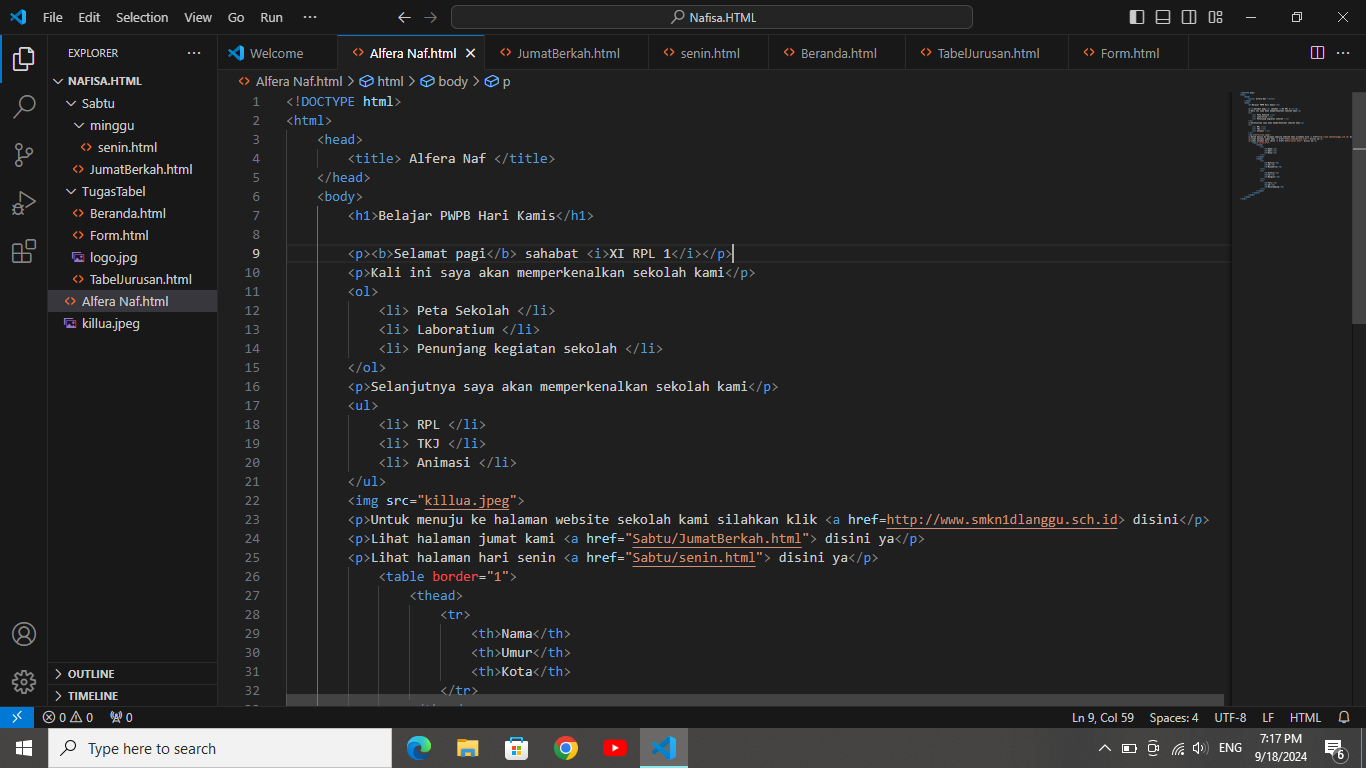 File Edit Selection View Go Run ··· Nafisa.HTML
EXPLORER ···
NAFISA.HTML
Sabtu
minggu
senin.html
JumatBerkah.html
TugasTabel
Beranda.html
Form.html
logo.jpg
TabelJurusan.html
Alfera Naf.html
killua.jpeg
OUTLINE
TIMELINE
Welcome Alfera Naf.html JumatBerkah.html senin.html Beranda.html TabelJurusan.html Form.html
Alfera Naf.html > html > body > p
1 <!DOCTYPE html>
2 <html>
3 <head>
4 <title> Alfera Naf </title>
5 </head>
6 <body>
7 <h1>Belajar PWPB Hari Kamis</h1>
8
9 <p><b>Selamat pagi</b> sahabat <i>XI RPL 1</i></p>
10 <p>Kali ini saya akan memperkenalkan sekolah kami</p>
11 <ol>
12 <li> Peta Sekolah </li>
13 <li> Laboratium </li>
14 <li> Penunjang kegiatan sekolah </li>
15 </ol>
16 <p>Selanjutnya saya akan memperkenalkan sekolah kami</p>
17 <ul>
18 <li> RPL </li>
19 <li> TKJ </li>
20 <li> Animasi </li>
21 </ul>
22 <img src="killua.jpeg">
23 <p>Untuk menuju ke halaman website sekolah kami silahkan klik <a href=http://www.smkn1dlanggu.sch.id> disini</p>
24 <p>Lihat halaman jumat kami <a href="Sabtu/JumatBerkah.html"> disini ya</p>
25 <p>Lihat halaman hari senin <a href="Sabtu/senin.html"> disini ya</p>
26 <table border="1">
27 <thead>
28 <tr>
29 <th>Nama</th>
30 <th>Umur</th>
31 <th>Kota</th>
32 </tr>
0 0 0 Ln 9, Col 59 Spaces: 4 UTF-8 LF HTML
Type here to search ENG 7:17 PM
9/18/2024 6